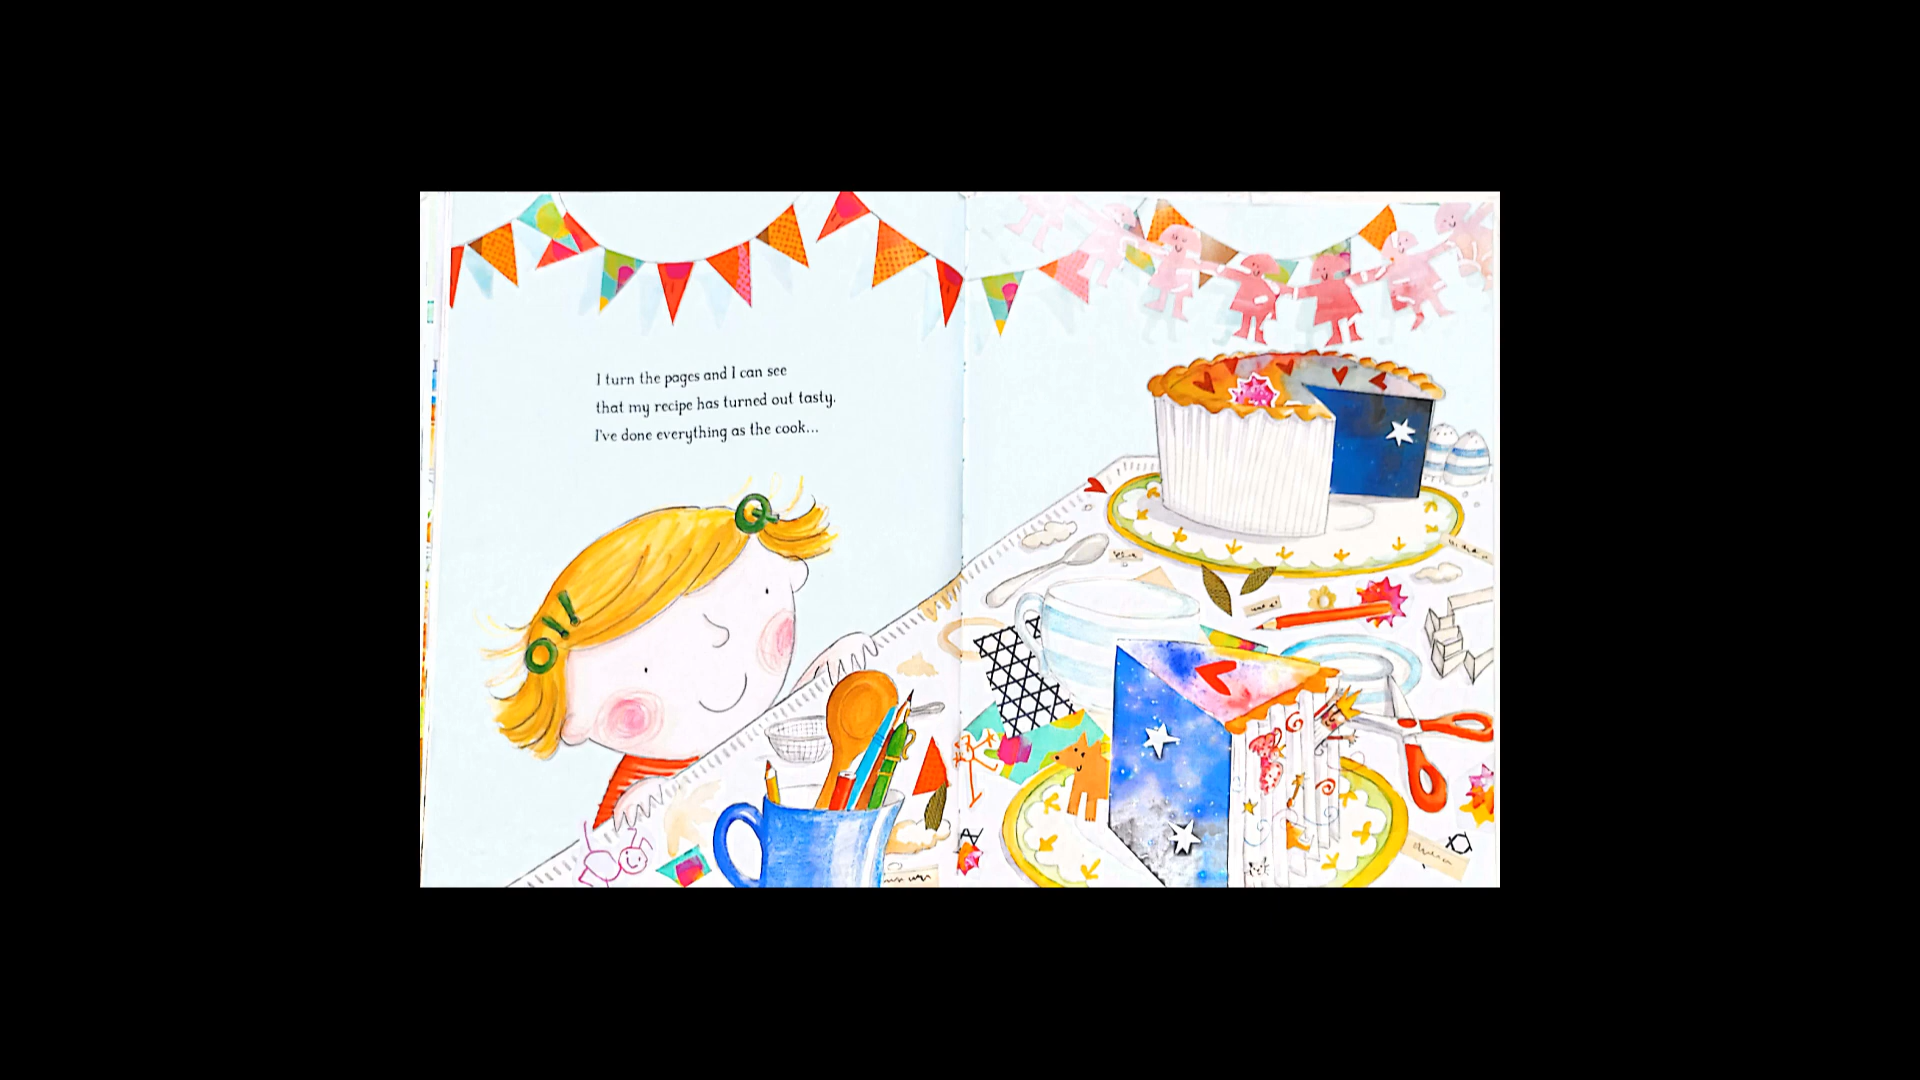 I turn the pages and I can see
that my recipe has turned out tasty.
I've done everything as the cook...